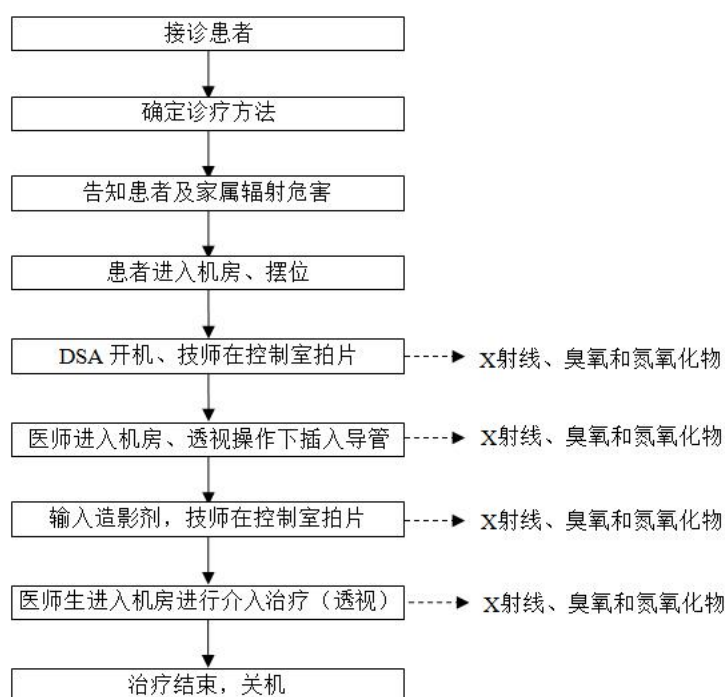 接诊患者
确定诊疗方法
告知患者及家属辐射危害
患者进入机房、摆位
DSA 开机、技师在控制室拍片
X射线、臭氧和氮氧化物
医师进入机房、透视操作下插入导管
X射线、臭氧和氮氧化物
输入造影剂，技师在控制室拍片
X射线、臭氧和氮氧化物
医师生进入机房进行介入治疗（透视）
X射线、臭氧和氮氧化物
治疗结束，关机